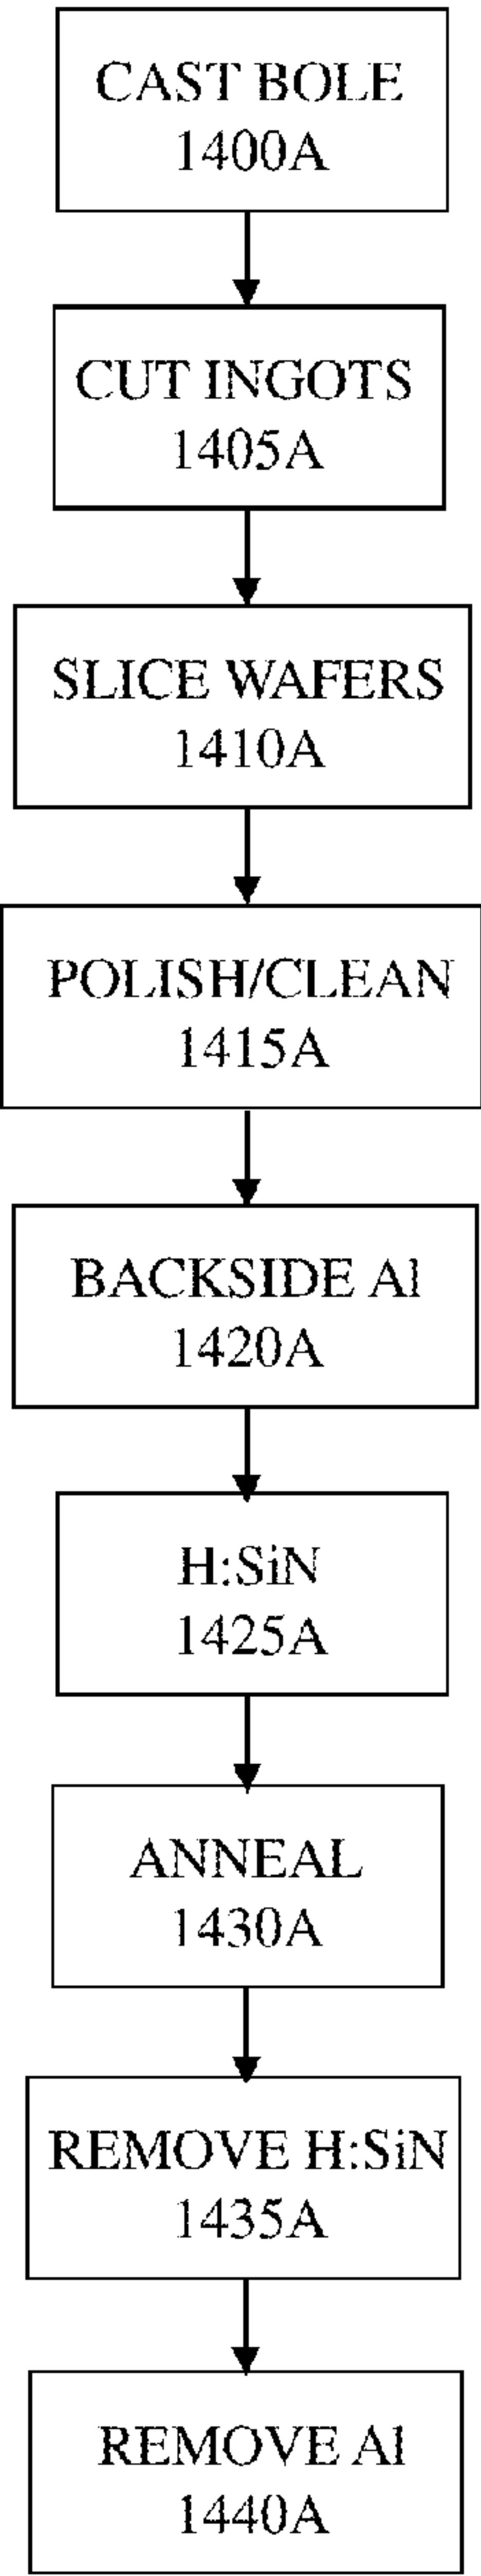 CAST BOLE
1400A
CUT INGOTS
1405A
SLICE WAFERS
1410A
POLISH/CLEAN
1415A
BACKSIDE Al
1420A
H:SiN
1425A
ANNEAL
1430A
REMOVE H:SiN
1435A
REMOVE Al
1440A